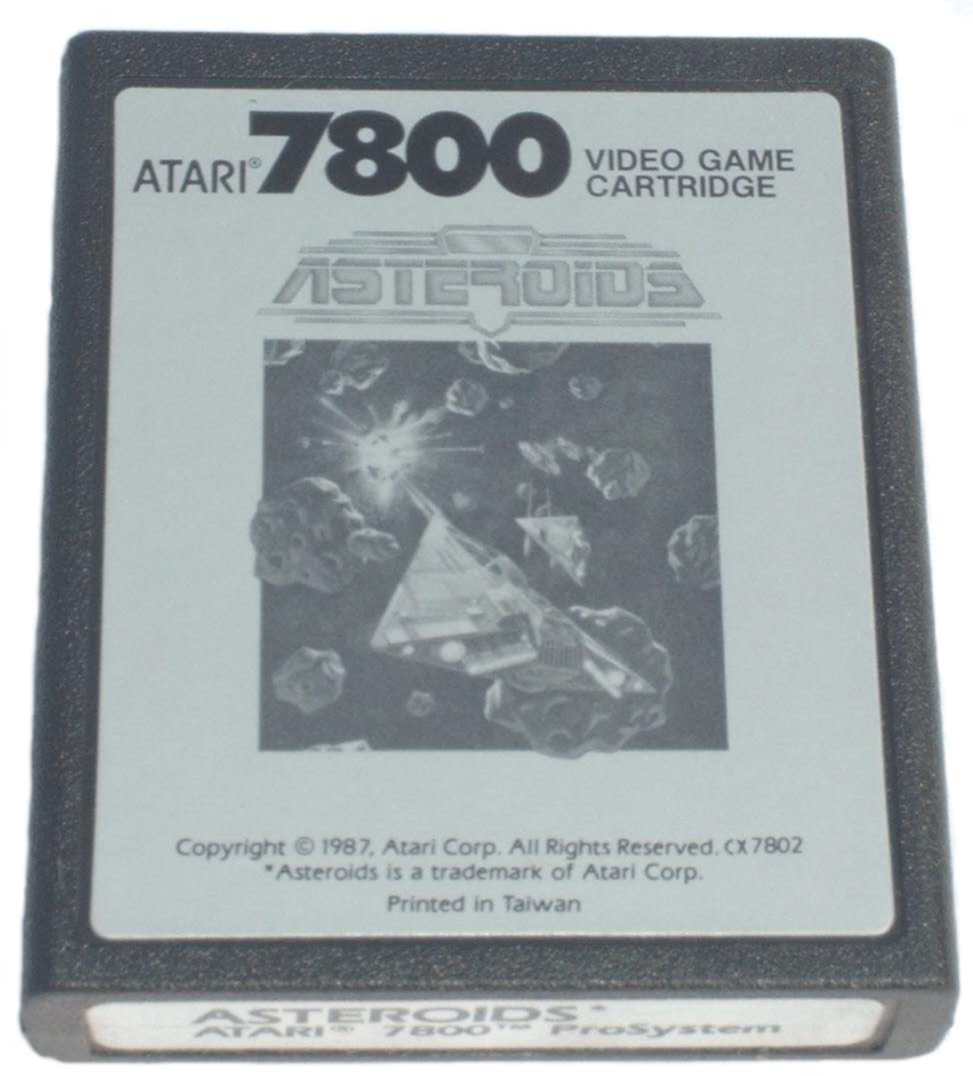 ATARI® 7800 VIDEO GAME
CARTRIDGE
ASTEROIDS
Copyright © 1987, Atari Corp. All Rights Reserved. CX7802
*Asteroids is a trademark of Atari Corp.
Printed in Taiwan
ASTEROIDS*
ATARI® 7800™ ProSystem